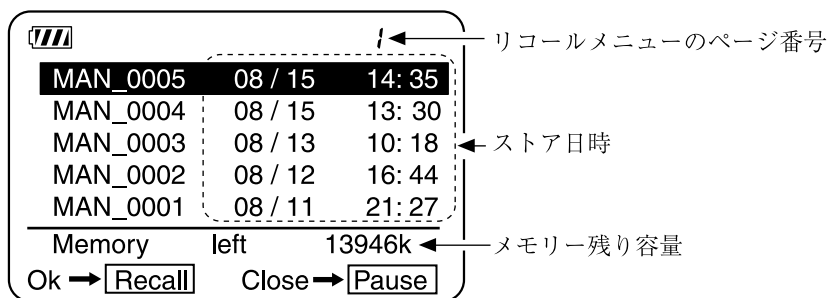 1 リコールメニューのページ番号
MAN_0005 08 / 15 14: 35
MAN_0004 08 / 15 13: 30
MAN_0003 08 / 13 10: 18 ストア日時
MAN_0002 08 / 12 16: 44
MAN_0001 08 / 11 21: 27
Memory left 13946k メモリー残り容量
Ok → Recall Close → Pause